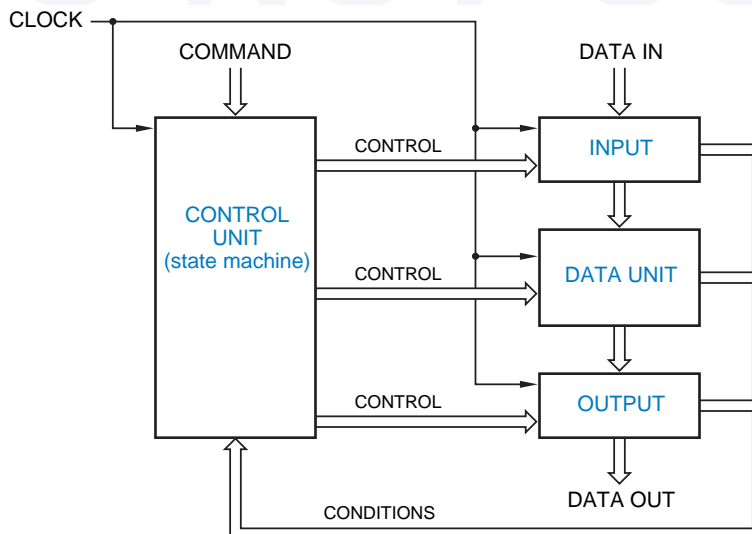 CLOCK
COMMAND
DATA IN
CONTROL
INPUT
CONTROL
UNIT
(state machine)
CONTROL
DATA UNIT
CONTROL
OUTPUT
DATA OUT
CONDITIONS